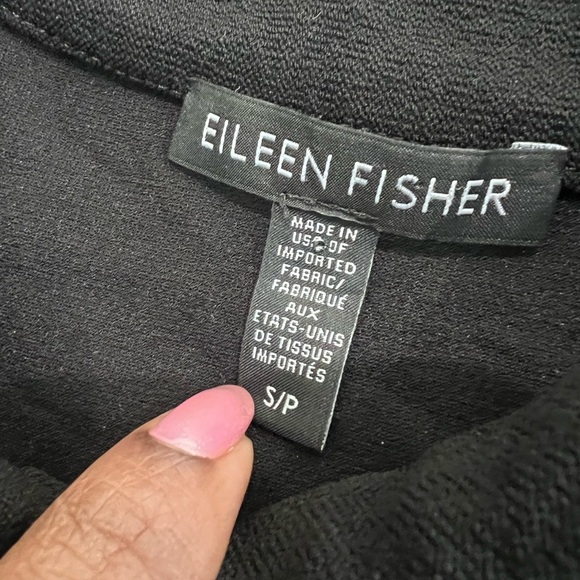 EILEEN FISHER
MADE IN
USA OF
IMPORTED
FABRIC/
FABRIQUÉ
AUX
ETATS-UNIS
DE TISSUS
IMPORTÉS
S/P